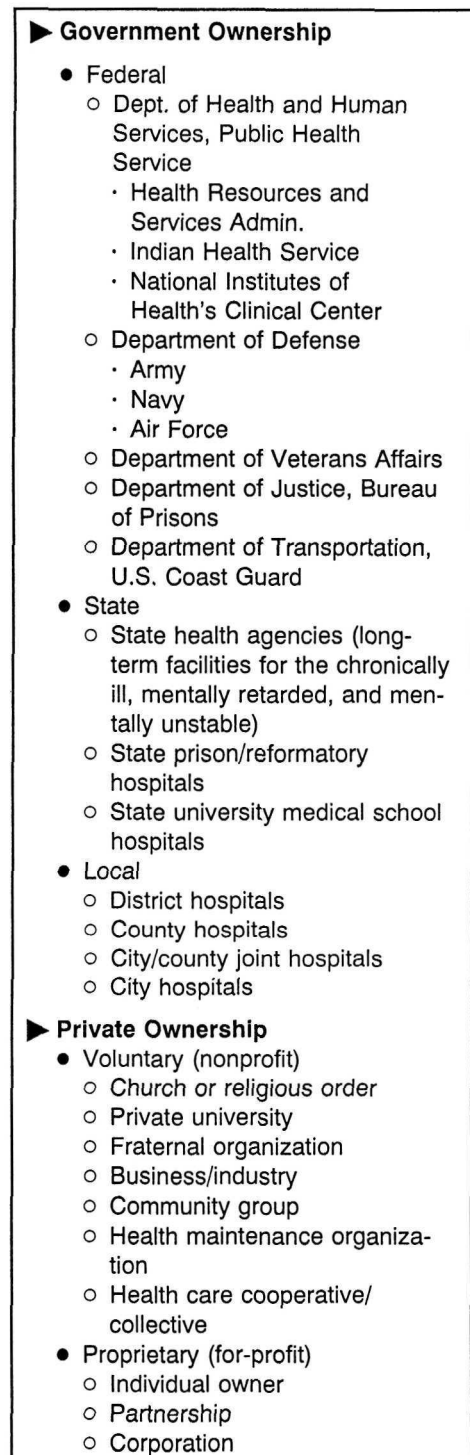 ▶ Government Ownership
● Federal
○ Dept. of Health and Human
Services, Public Health
Service
· Health Resources and
Services Admin.
· Indian Health Service
· National Institutes of
Health's Clinical Center
○ Department of Defense
· Army
· Navy
· Air Force
○ Department of Veterans Affairs
○ Department of Justice, Bureau
of Prisons
○ Department of Transportation,
U.S. Coast Guard
● State
○ State health agencies (long-
term facilities for the chronically
ill, mentally retarded, and men-
tally unstable)
○ State prison/reformatory
hospitals
○ State university medical school
hospitals
● Local
○ District hospitals
○ County hospitals
○ City/county joint hospitals
○ City hospitals
▶ Private Ownership
● Voluntary (nonprofit)
○ Church or religious order
○ Private university
○ Fraternal organization
○ Business/industry
○ Community group
○ Health maintenance organiza-
tion
○ Health care cooperative/
collective
● Proprietary (for-profit)
○ Individual owner
○ Partnership
○ Corporation